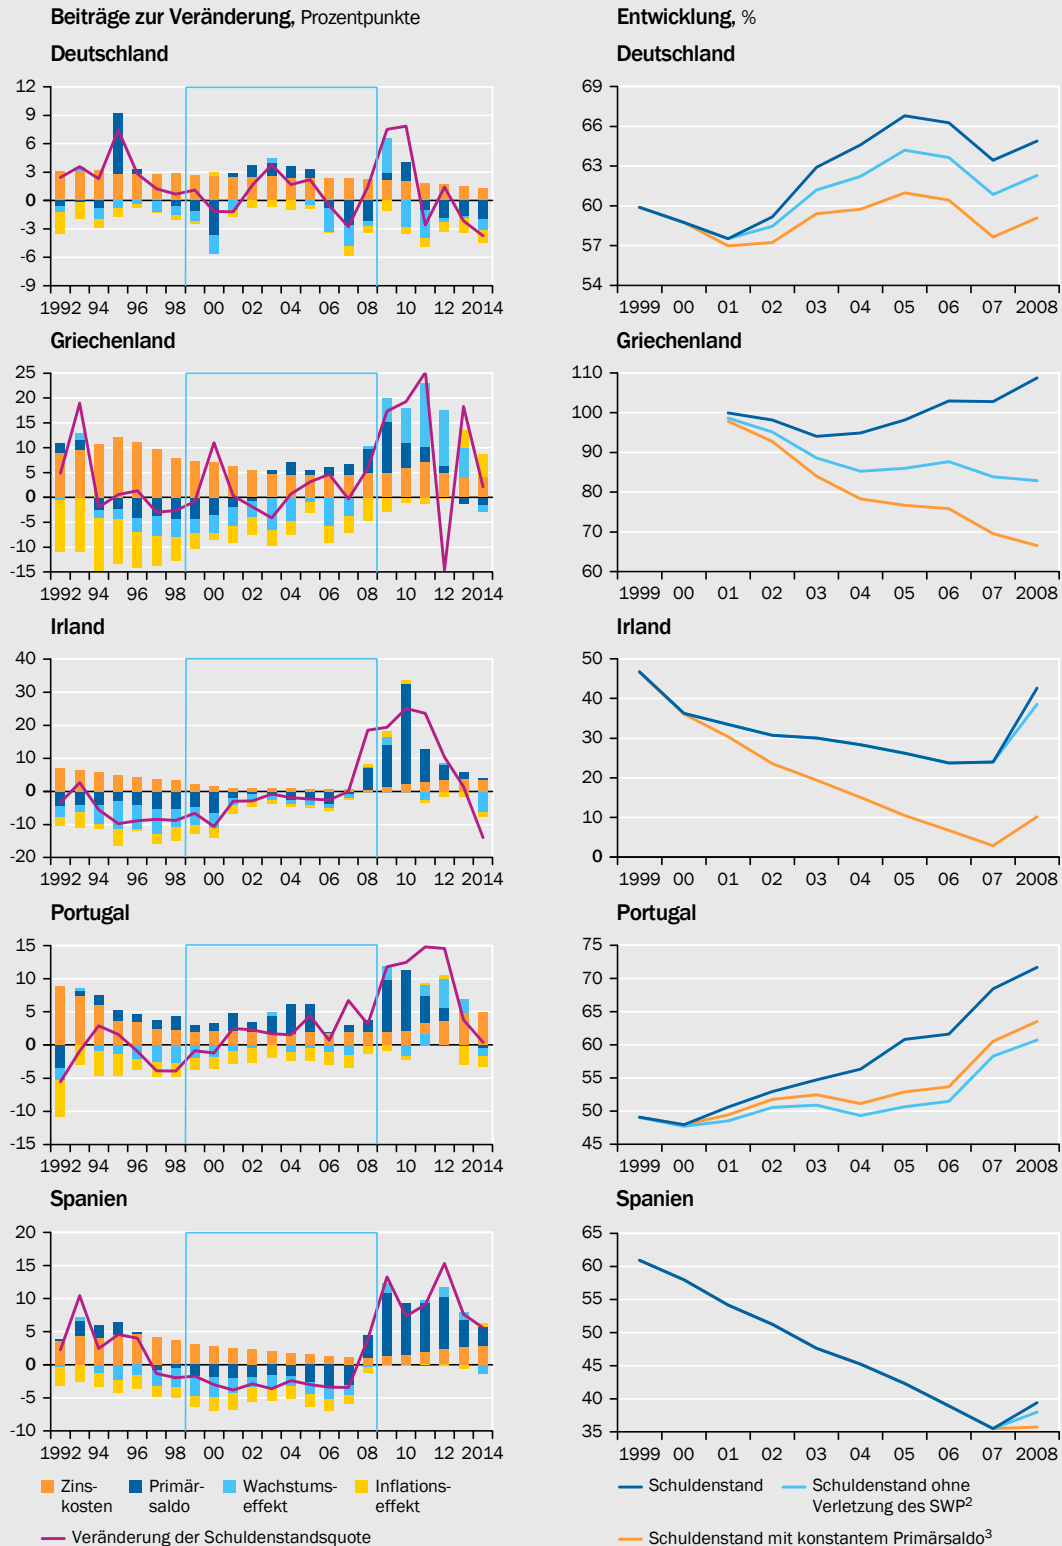 Beiträge zur Veränderung, Prozentpunkte
Deutschland
12
9
6
3
0
-3
-6
-9
1992 94 96 98 00 02 04 06 08 10 12 2014
Griechenland
25
20
15
10
5
0
-5
-10
-15
1992 94 96 98 00 02 04 06 08 10 12 2014
Irland
40
30
20
10
0
-10
-20
1992 94 96 98 00 02 04 06 08 10 12 2014
Portugal
15
10
5
0
-5
-10
-15
1992 94 96 98 00 02 04 06 08 10 12 2014
Spanien
20
15
10
5
0
-5
-10
1992 94 96 98 00 02 04 06 08 10 12 2014
Zins- Primär- Wachstums- Inflations-
kosten saldo effekt effekt
Veränderung der Schuldenstandsquote
Entwicklung, %
Deutschland
69
66
63
60
57
54
1999 00 01 02 03 04 05 06 07 2008
Griechenland
110
100
90
80
70
60
1999 00 01 02 03 04 05 06 07 2008
Irland
50
40
30
20
10
0
1999 00 01 02 03 04 05 06 07 2008
Portugal
75
70
65
60
55
50
45
1999 00 01 02 03 04 05 06 07 2008
Spanien
65
60
55
50
45
40
35
1999 00 01 02 03 04 05 06 07 2008
Schuldenstand Schuldenstand ohne
Verletzung des SWP²
Schuldenstand mit konstantem Primärsaldo³